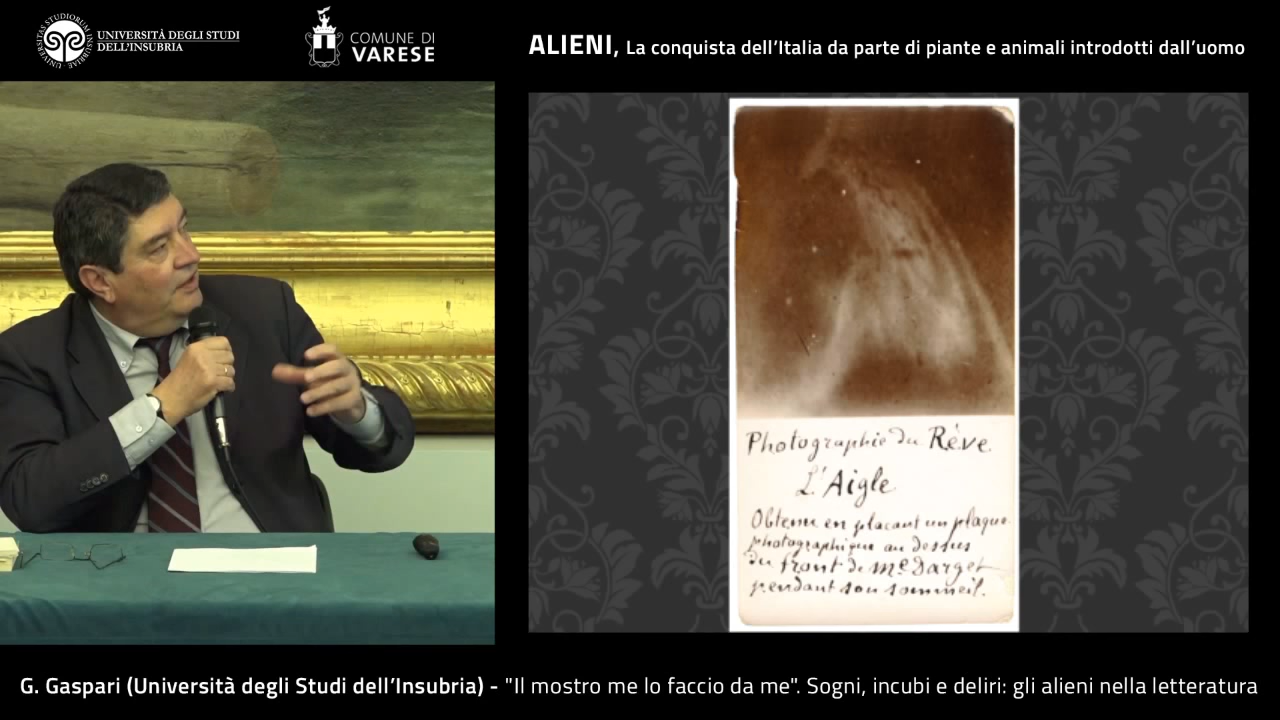 UNIVERSITÀ DEGLI STUDI
DELL'INSUBRIA
COMUNE DI
VARESE
ALIENI, La conquista dell'Italia da parte di piante e animali introdotti dall'uomo
Photographie du Rêve.
L'Aigle
Obtenue en placant un plaque
photographique au dessus
du front de Me Darget
pendant son sommeil.
G. Gaspari (Università degli Studi dell'Insubria) - "Il mostro me lo faccio da me". Sogni, incubi e deliri: gli alieni nella letteratura